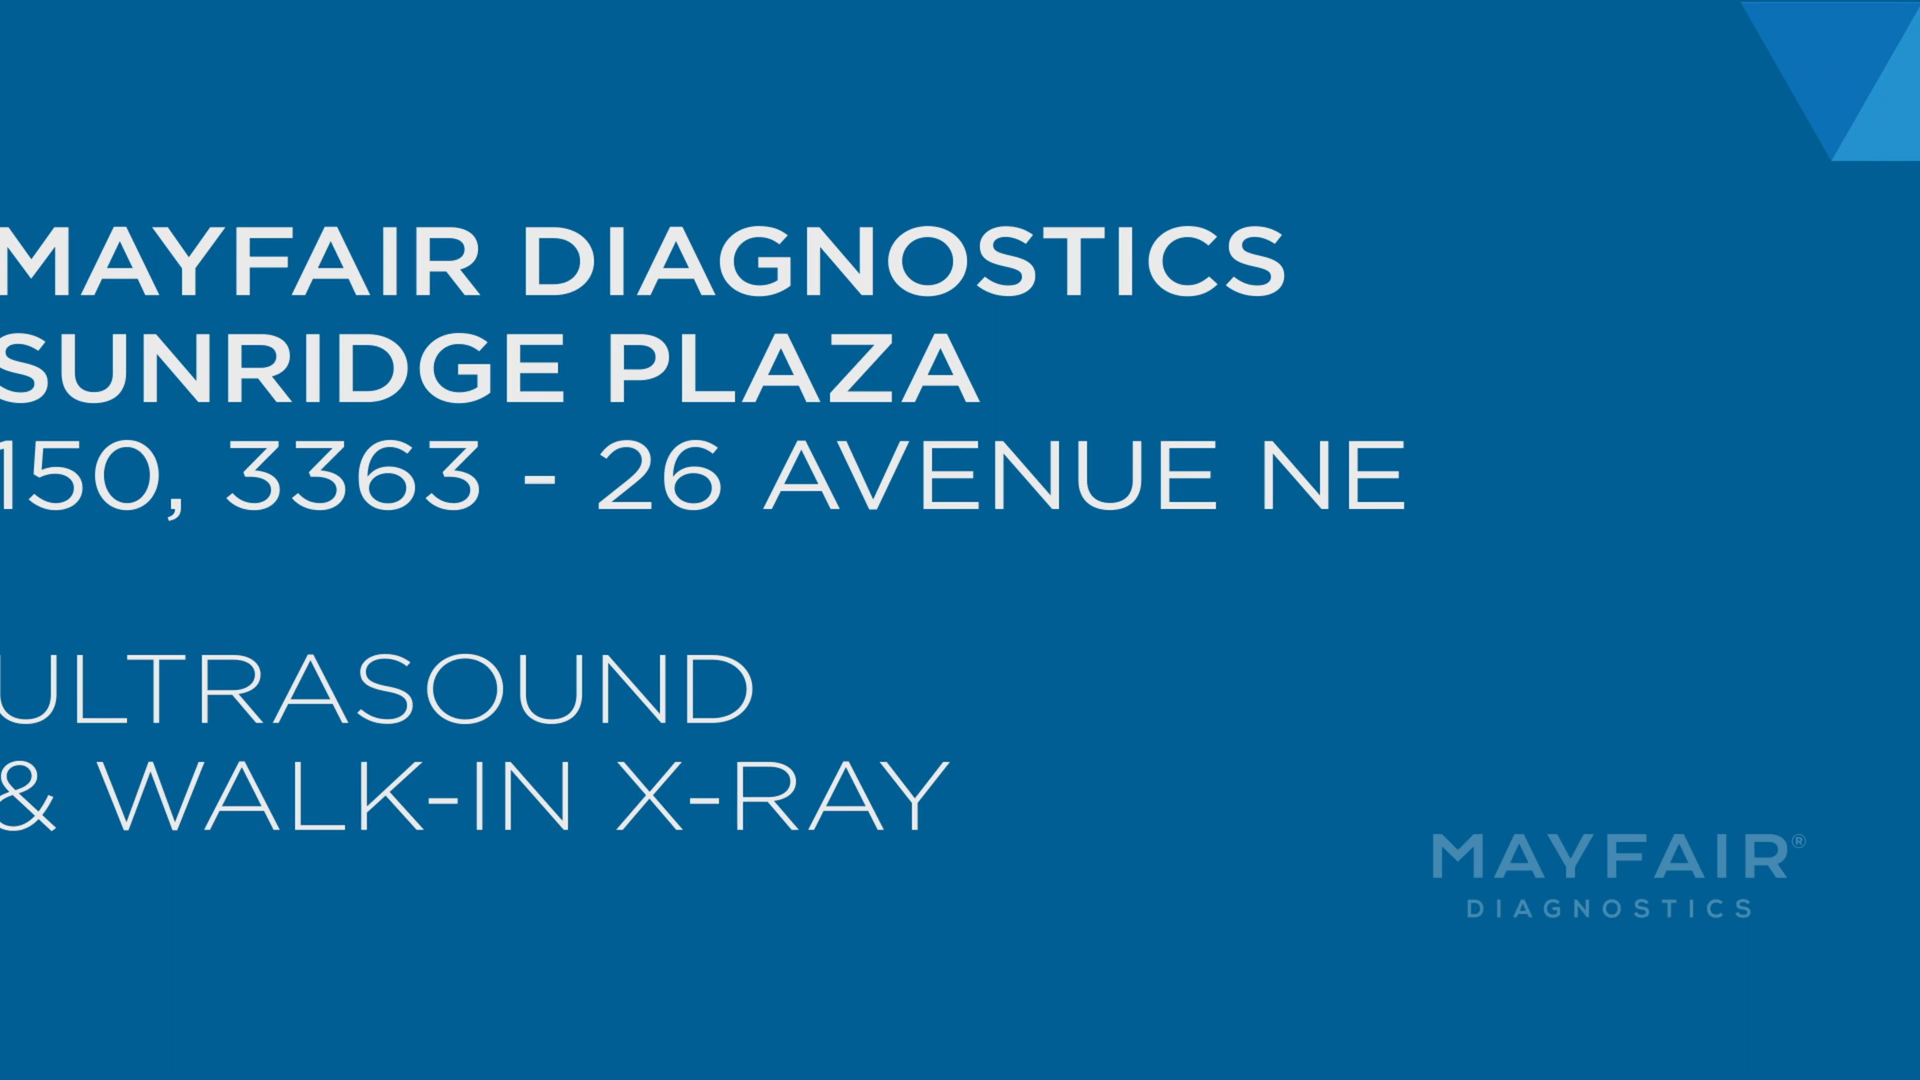 MAYFAIR DIAGNOSTICS
SUNRIDGE PLAZA
150, 3363 - 26 AVENUE NE
ULTRASOUND
& WALK-IN X-RAY
MAYFAIR®
DIAGNOSTICS